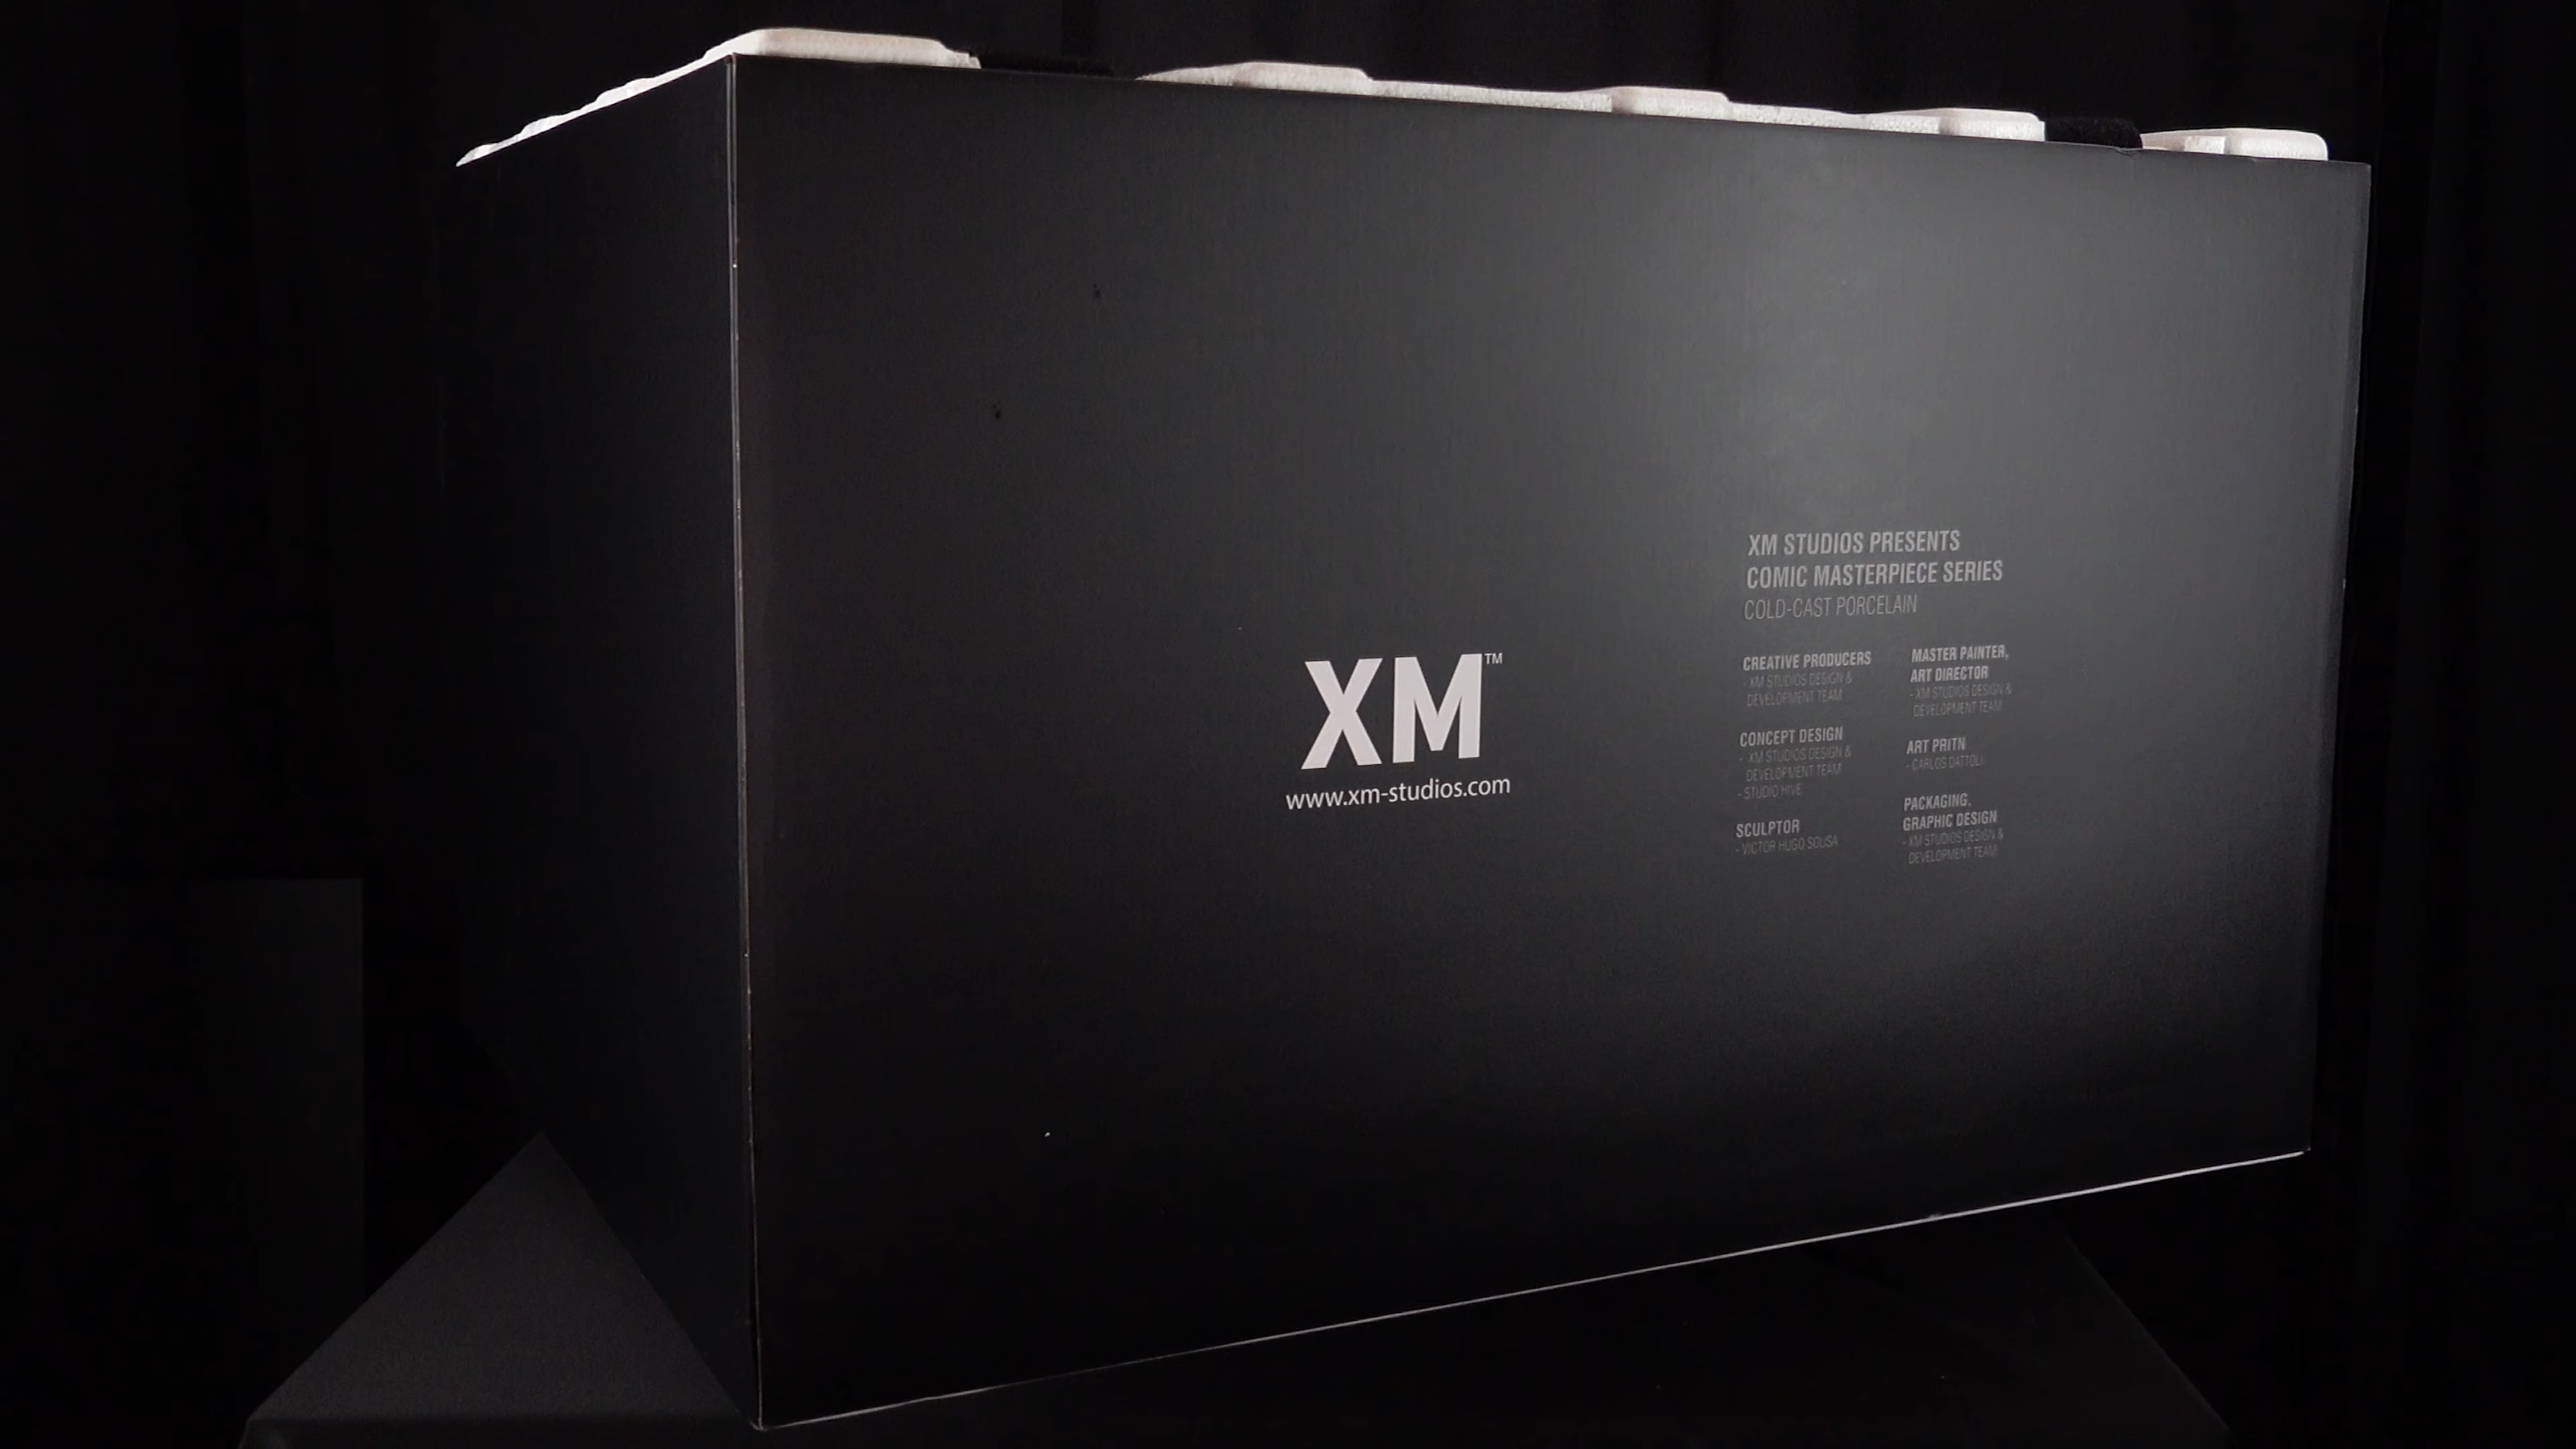 XM™
www.xm-studios.com
XM STUDIOS PRESENTS
COMIC MASTERPIECE SERIES
COLD-CAST PORCELAIN
CREATIVE PRODUCERS
- XM STUDIOS DESIGN &
DEVELOPMENT TEAM
CONCEPT DESIGN
- XM STUDIOS DESIGN &
DEVELOPMENT TEAM
- STUDIO HIVE
SCULPTOR
- VICTOR HUGO SOUSA
MASTER PAINTER,
ART DIRECTOR
- XM STUDIOS DESIGN &
DEVELOPMENT TEAM
ART PRITN
- CARLOS DATTOLI
PACKAGING,
GRAPHIC DESIGN
- XM STUDIOS DESIGN &
DEVELOPMENT TEAM